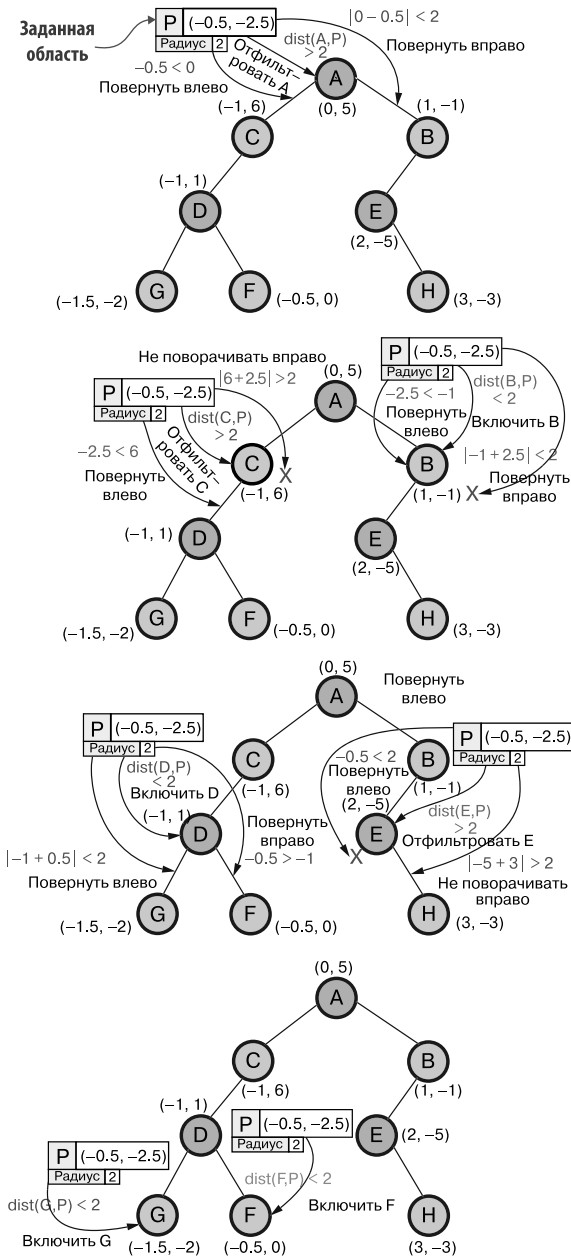 Заданная
область
P (−0.5, −2.5)
Радиус 2
|0 − 0.5| < 2
dist(A,P)
> 2
Повернуть вправо
Отфильт-
ровать A
−0.5 < 0
Повернуть влево
A
(0, 5)
(−1, 6)
(1, −1)
C
B
(−1, 1)
D
E
(2, −5)
G
F
H
(−1.5, −2)
(−0.5, 0)
(3, −3)
Не поворачивать вправо
|6 + 2.5| > 2
(0, 5)
P (−0.5, −2.5)
Радиус 2
P (−0.5, −2.5)
Радиус 2
A
dist(C,P)
> 2
−2.5 < −1
Повернуть
влево
dist(B,P)
< 2
Включить B
−2.5 < 6
Повернуть
влево
Отфильт-
ровать C
C
X
B
|−1 + 2.5| < 2
Повернуть
вправо
(−1, 6)
(1, −1)
X
(−1, 1)
D
E
(2, −5)
G
F
H
(−1.5, −2)
(−0.5, 0)
(3, −3)
(0, 5)
A
Повернуть
влево
P (−0.5, −2.5)
Радиус 2
P (−0.5, −2.5)
Радиус 2
dist(D,P)
< 2
Включить D
C
(−1, 6)
−0.5 < 2
Повернуть
влево
B
(1, −1)
(−1, 1)
(2, −5)
D
E
dist(E,P)
> 2
Отфильтровать E
Повернуть
вправо
−0.5 > −1
X
|−1 + 0.5| < 2
Повернуть влево
|−5 + 3| > 2
Не поворачивать
вправо
G
F
H
(−1.5, −2)
(−0.5, 0)
(3, −3)
(0, 5)
A
C
B
(−1, 6)
(1, −1)
(−1, 1)
P (−0.5, −2.5)
Радиус 2
D
E
(2, −5)
P (−0.5, −2.5)
Радиус 2
dist(G,P) < 2
dist(F,P) < 2
Включить G
Включить F
G
F
H
(−1.5, −2)
(−0.5, 0)
(3, −3)